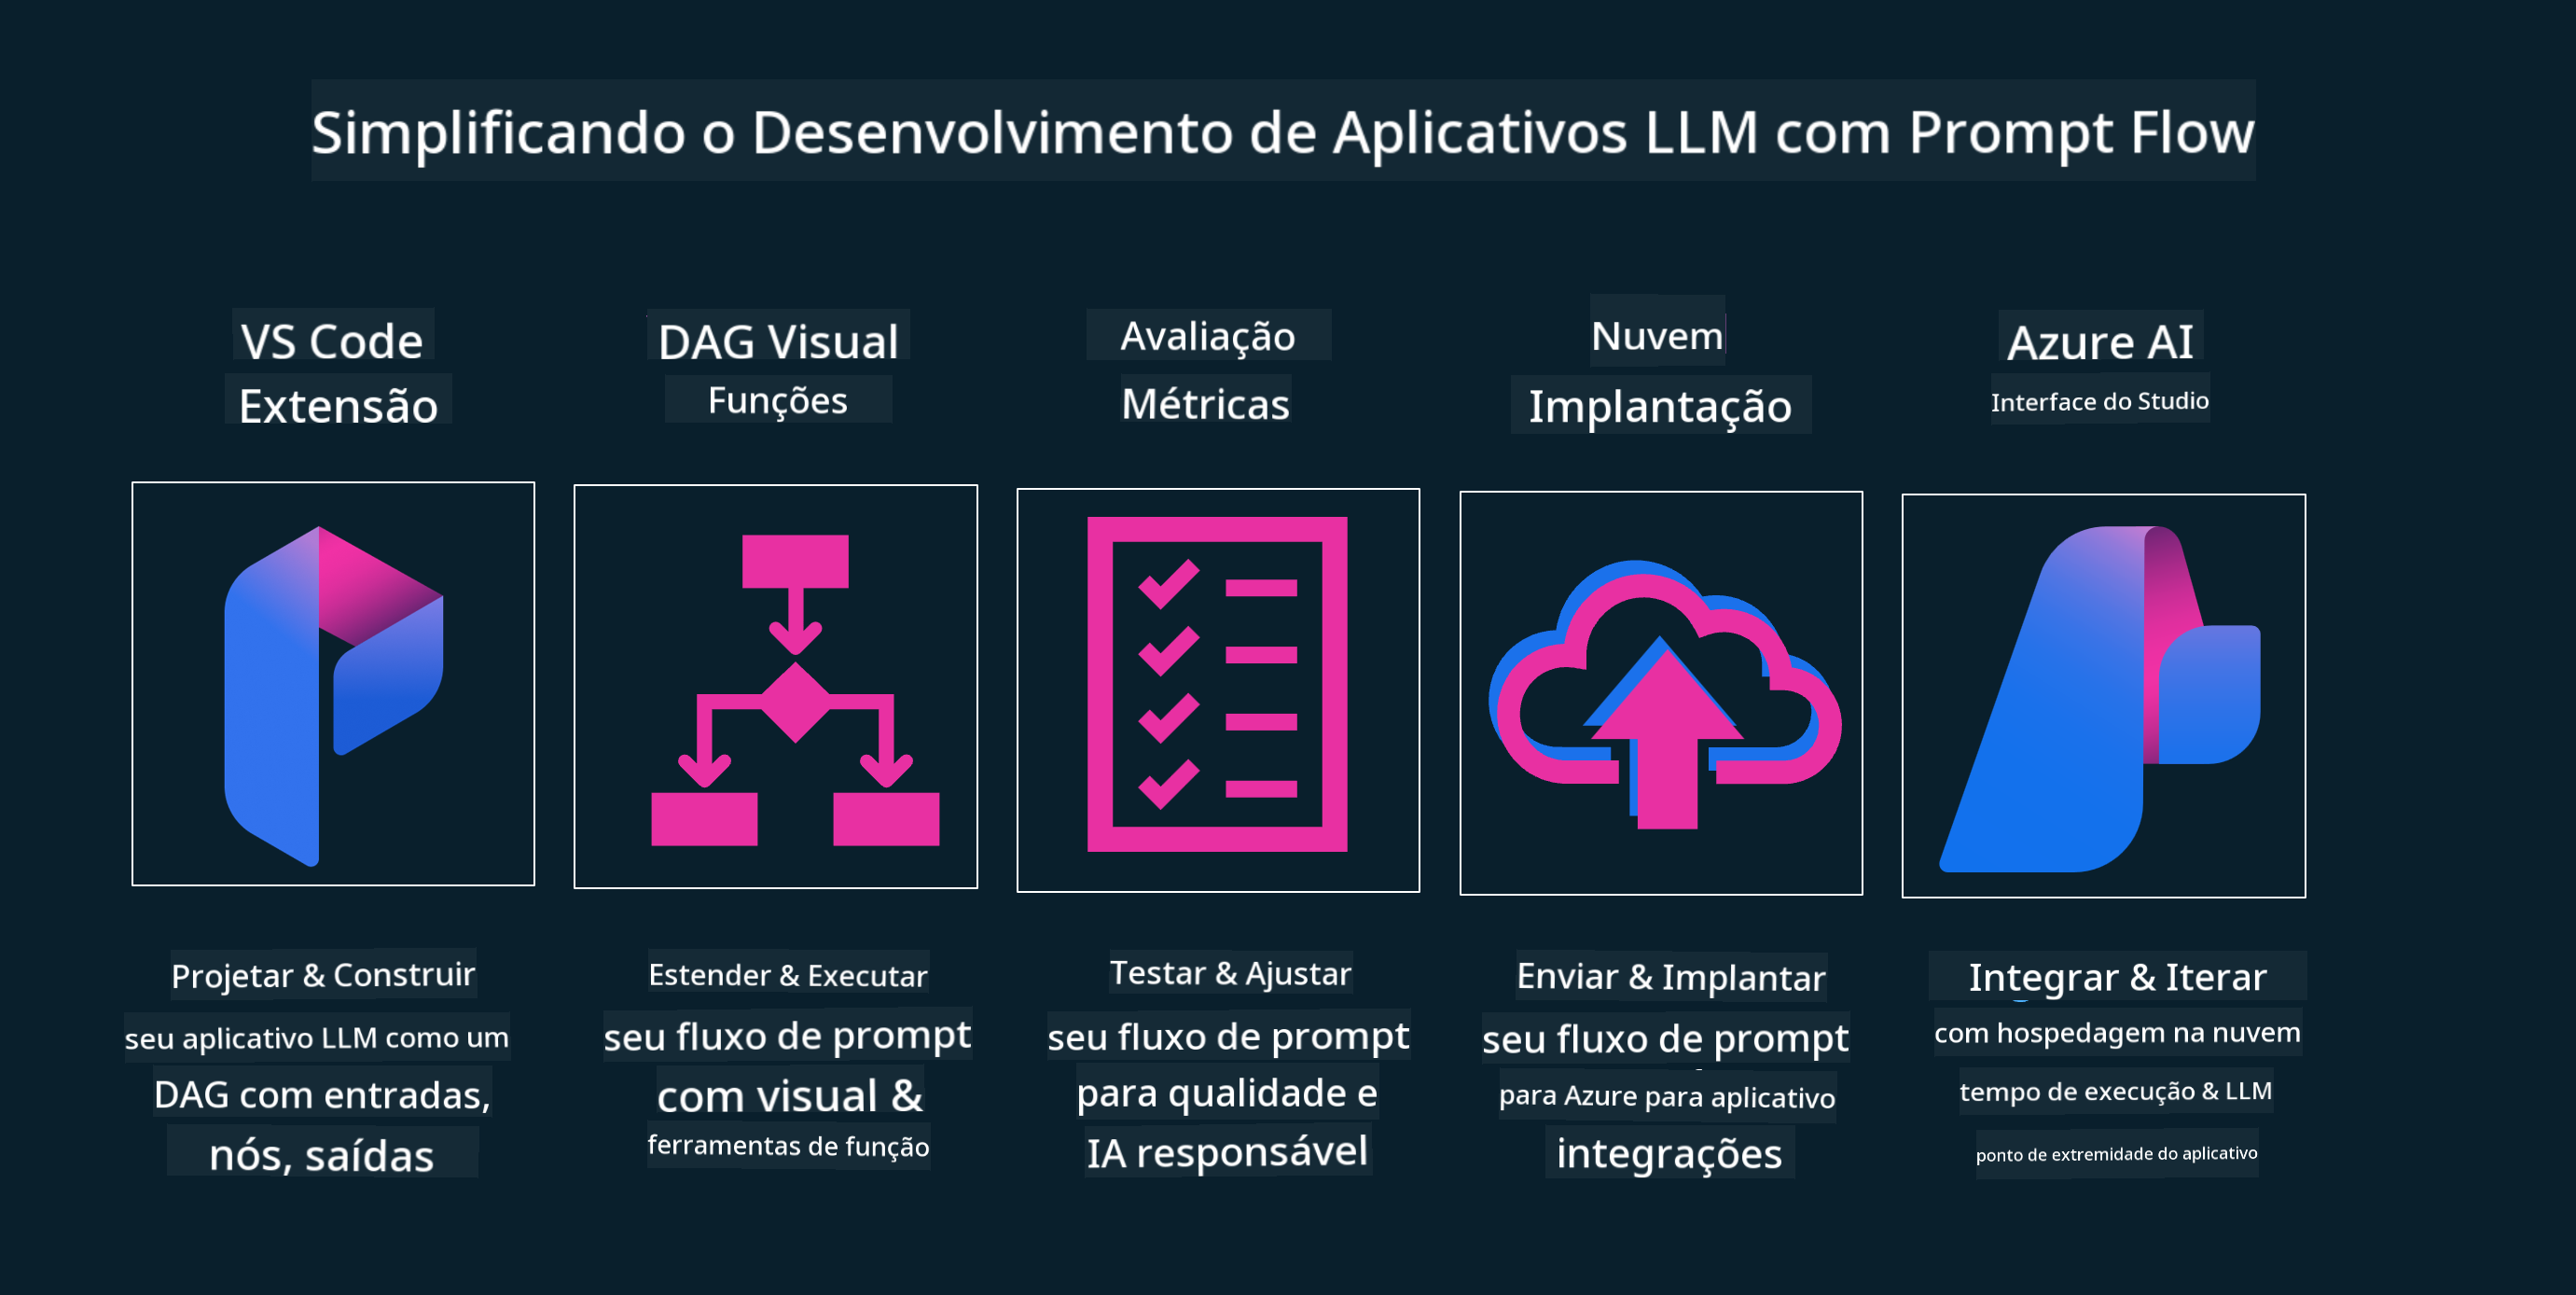 Simplificando o Desenvolvimento de Aplicativos LLM com Prompt Flow
VS Code
Extensão
DAG Visual
Funções
Avaliação
Métricas
Nuvem
Implantação
Azure AI
Interface do Studio
Projetar & Construir
seu aplicativo LLM como um
DAG com entradas,
nós, saídas
Estender & Executar
seu fluxo de prompt
com visual &
ferramentas de função
Testar & Ajustar
seu fluxo de prompt
para qualidade e
IA responsável
Enviar & Implantar
seu fluxo de prompt
para Azure para aplicativo
integrações
Integrar & Iterar
com hospedagem na nuvem
tempo de execução & LLM
ponto de extremidade do aplicativo